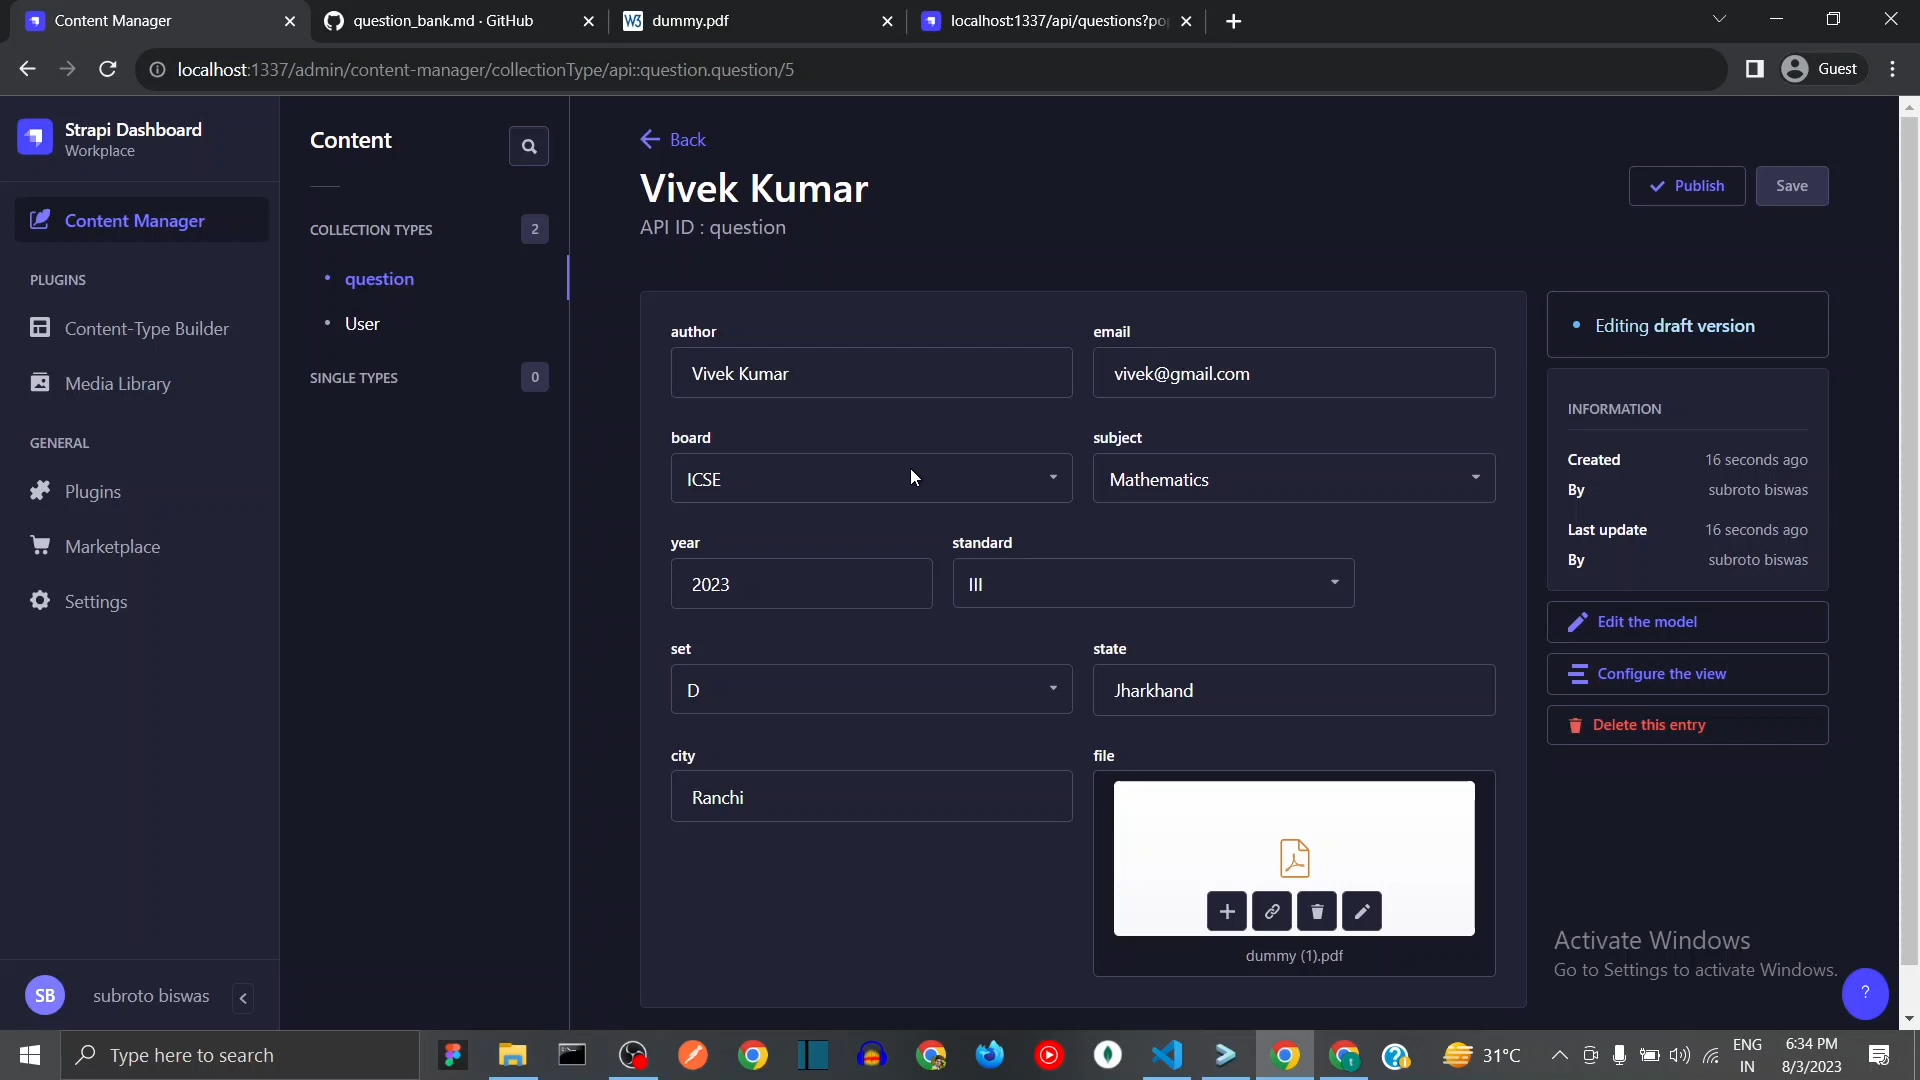 Content Manager
question_bank.md · GitHub
W3
dummy.pdf
localhost:1337/api/questions?po
localhost:1337/admin/content-manager/collectionType/api::question.question/5
Guest
Strapi Dashboard
Workplace
Content Manager
PLUGINS
Content-Type Builder
Media Library
GENERAL
Plugins
Marketplace
Settings
SB
subroto biswas
Content
COLLECTION TYPES
2
question
User
SINGLE TYPES
0
Back
Vivek Kumar
API ID : question
Publish
Save
author
Vivek Kumar
email
vivek@gmail.com
board
ICSE
subject
Mathematics
year
2023
standard
III
set
D
state
Jharkhand
city
Ranchi
file
dummy (1).pdf
Editing draft version
INFORMATION
Created
16 seconds ago
By
subroto biswas
Last update
16 seconds ago
By
subroto biswas
Edit the model
Configure the view
Delete this entry
Activate Windows
Go to Settings to activate Windows.
?
Type here to search
31°C
ENG
IN
6:34 PM
8/3/2023